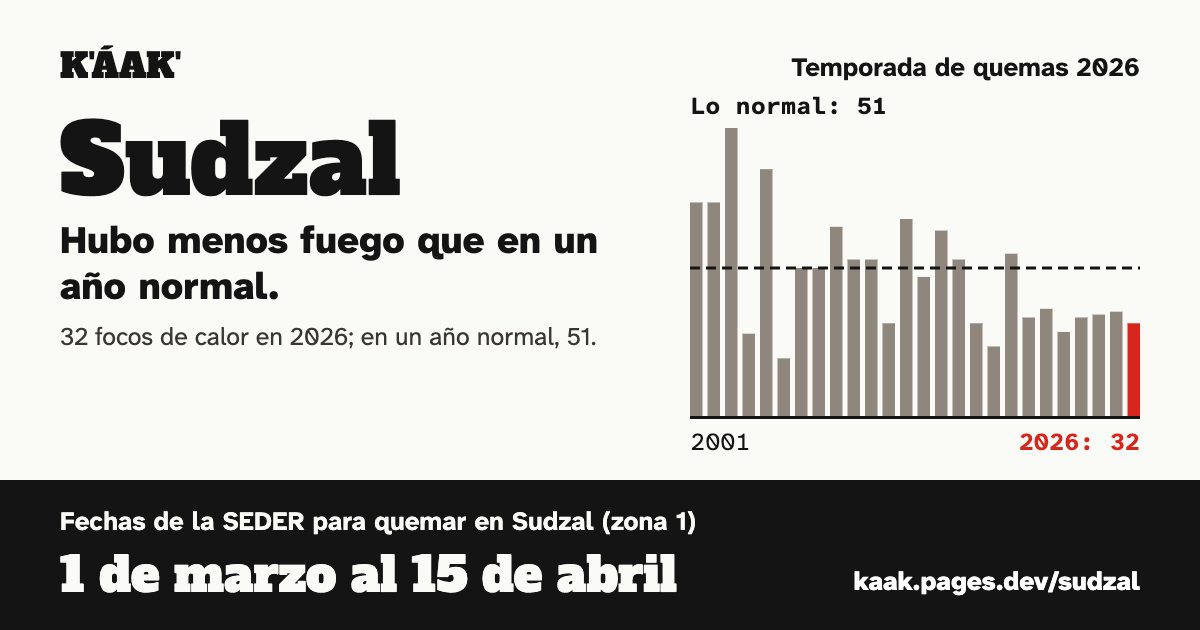 K'ÁAK'
Sudzal
Hubo menos fuego que en un
año normal.
32 focos de calor en 2026; en un año normal, 51.
Temporada de quemas 2026
Lo normal: 51
2001
2026: 32
Fechas de la SEDER para quemar en Sudzal (zona 1)
1 de marzo al 15 de abril
kaak.pages.dev/sudzal